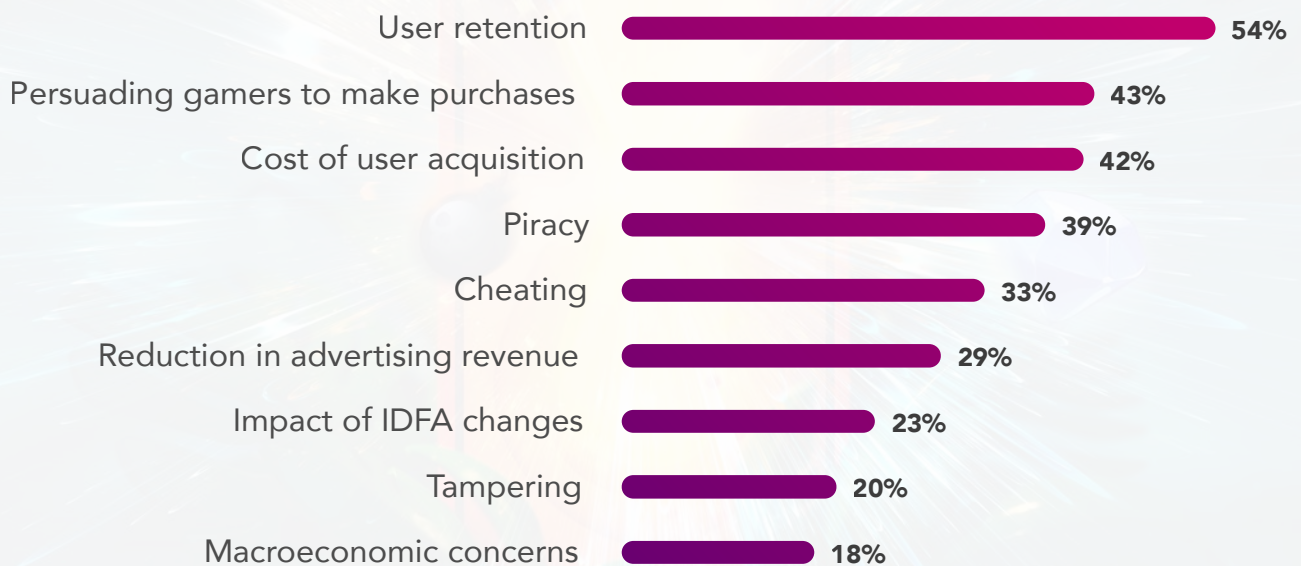 User retention 54%
Persuading gamers to make purchases 43%
Cost of user acquisition 42%
Piracy 39%
Cheating 33%
Reduction in advertising revenue 29%
Impact of IDFA changes 23%
Tampering 20%
Macroeconomic concerns 18%